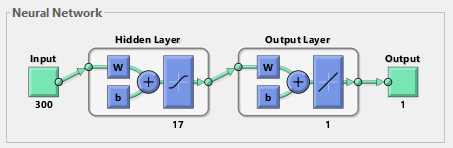 Neural Network
Hidden Layer
Output Layer
Input
Output
W
b
+
W
b
+
300
17
1
1